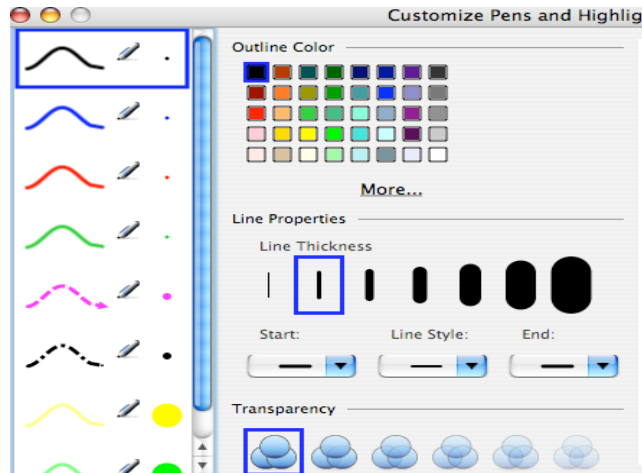 Customize Pens and Highlig
Outline Color
More...
Line Properties
Line Thickness
Start: Line Style: End:
Transparency